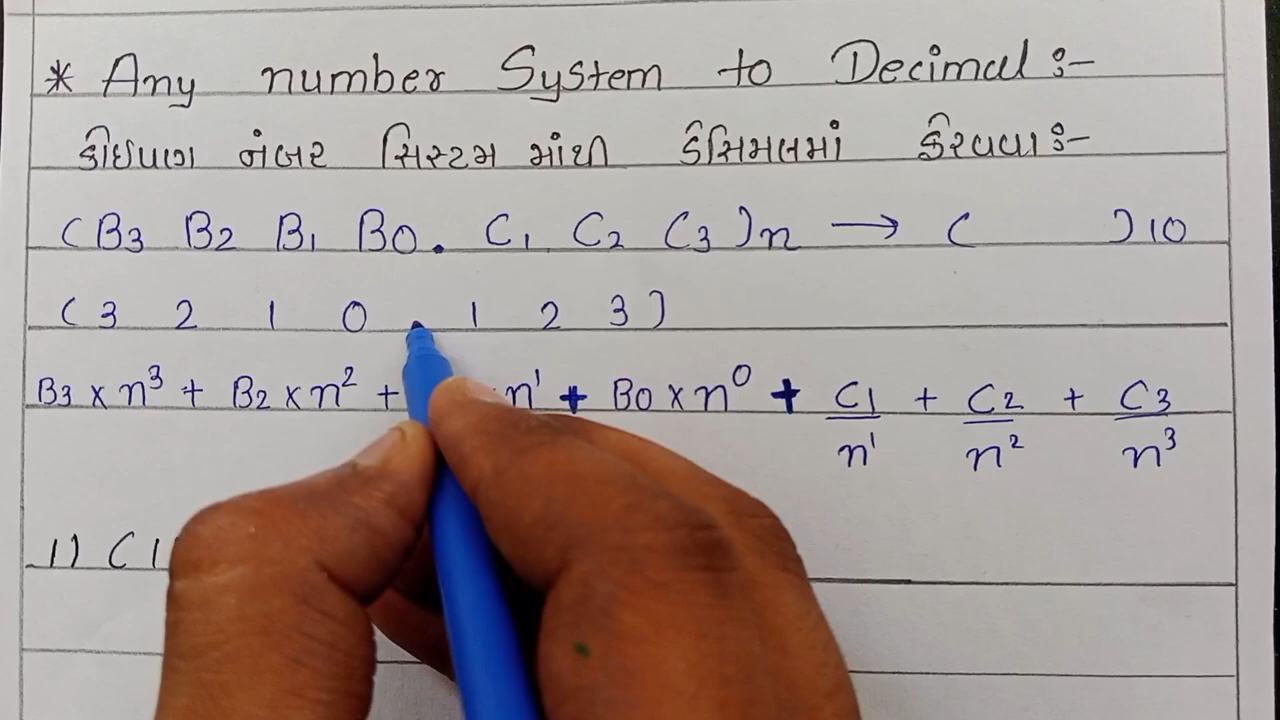 * Any number System to Decimal :-
કોઇપણ નંબર સિસ્ટમ માંથી ડેસિમલમાં ફેરવવા :-
(B3 B2 B1 B0 . C1 C2 C3)n → ( )10
(3 2 1 0 . 1 2 3)
B3 × n³ + B2 × n² + n¹ + B0 × n⁰ + C1/n¹ + C2/n² + C3/n³
1) (1